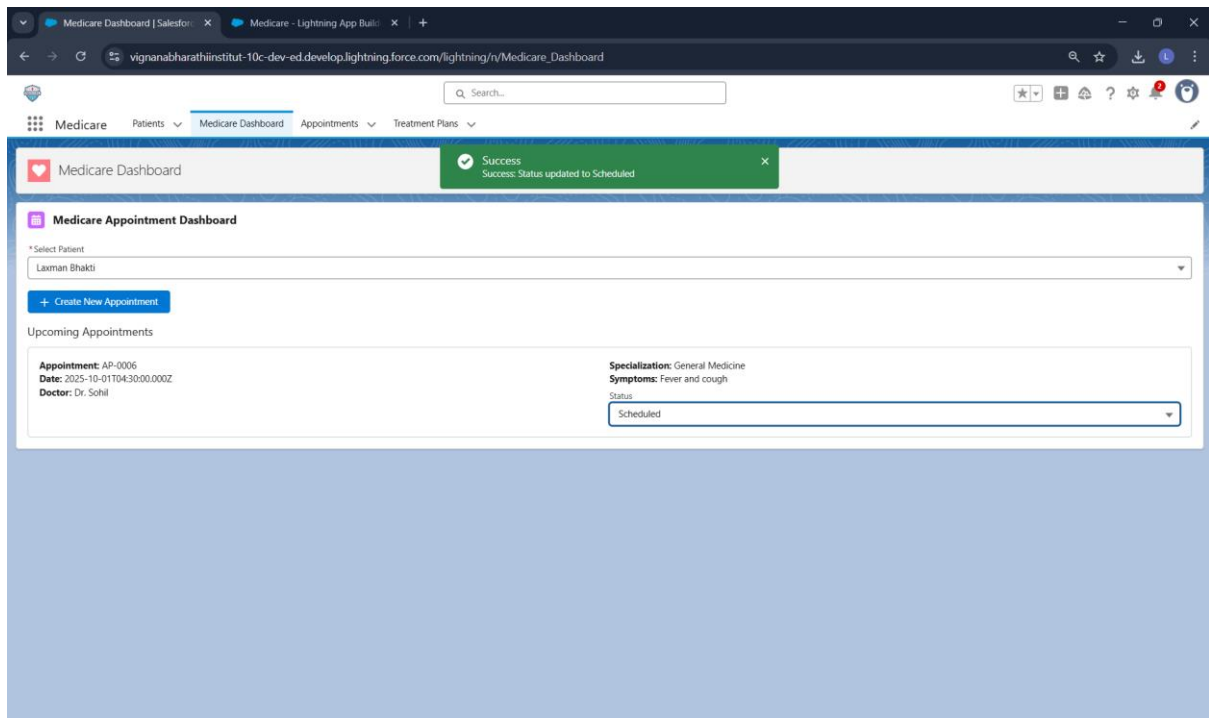 Medicare Dashboard | Salesforc
Medicare - Lightning App Build
vignanabharathiinstitut-10c-dev-ed.develop.lightning.force.com/lightning/n/Medicare_Dashboard
L
Search...
2
Medicare
Patients
Medicare Dashboard
Appointments
Treatment Plans
Medicare Dashboard
Success
Success: Status updated to Scheduled
Medicare Appointment Dashboard
*Select Patient
Laxman Bhakti
+ Create New Appointment
Upcoming Appointments
Appointment: AP-0006
Date: 2025-10-01T04:30:00.000Z
Doctor: Dr. Sohil
Specialization: General Medicine
Symptoms: Fever and cough
Status
Scheduled